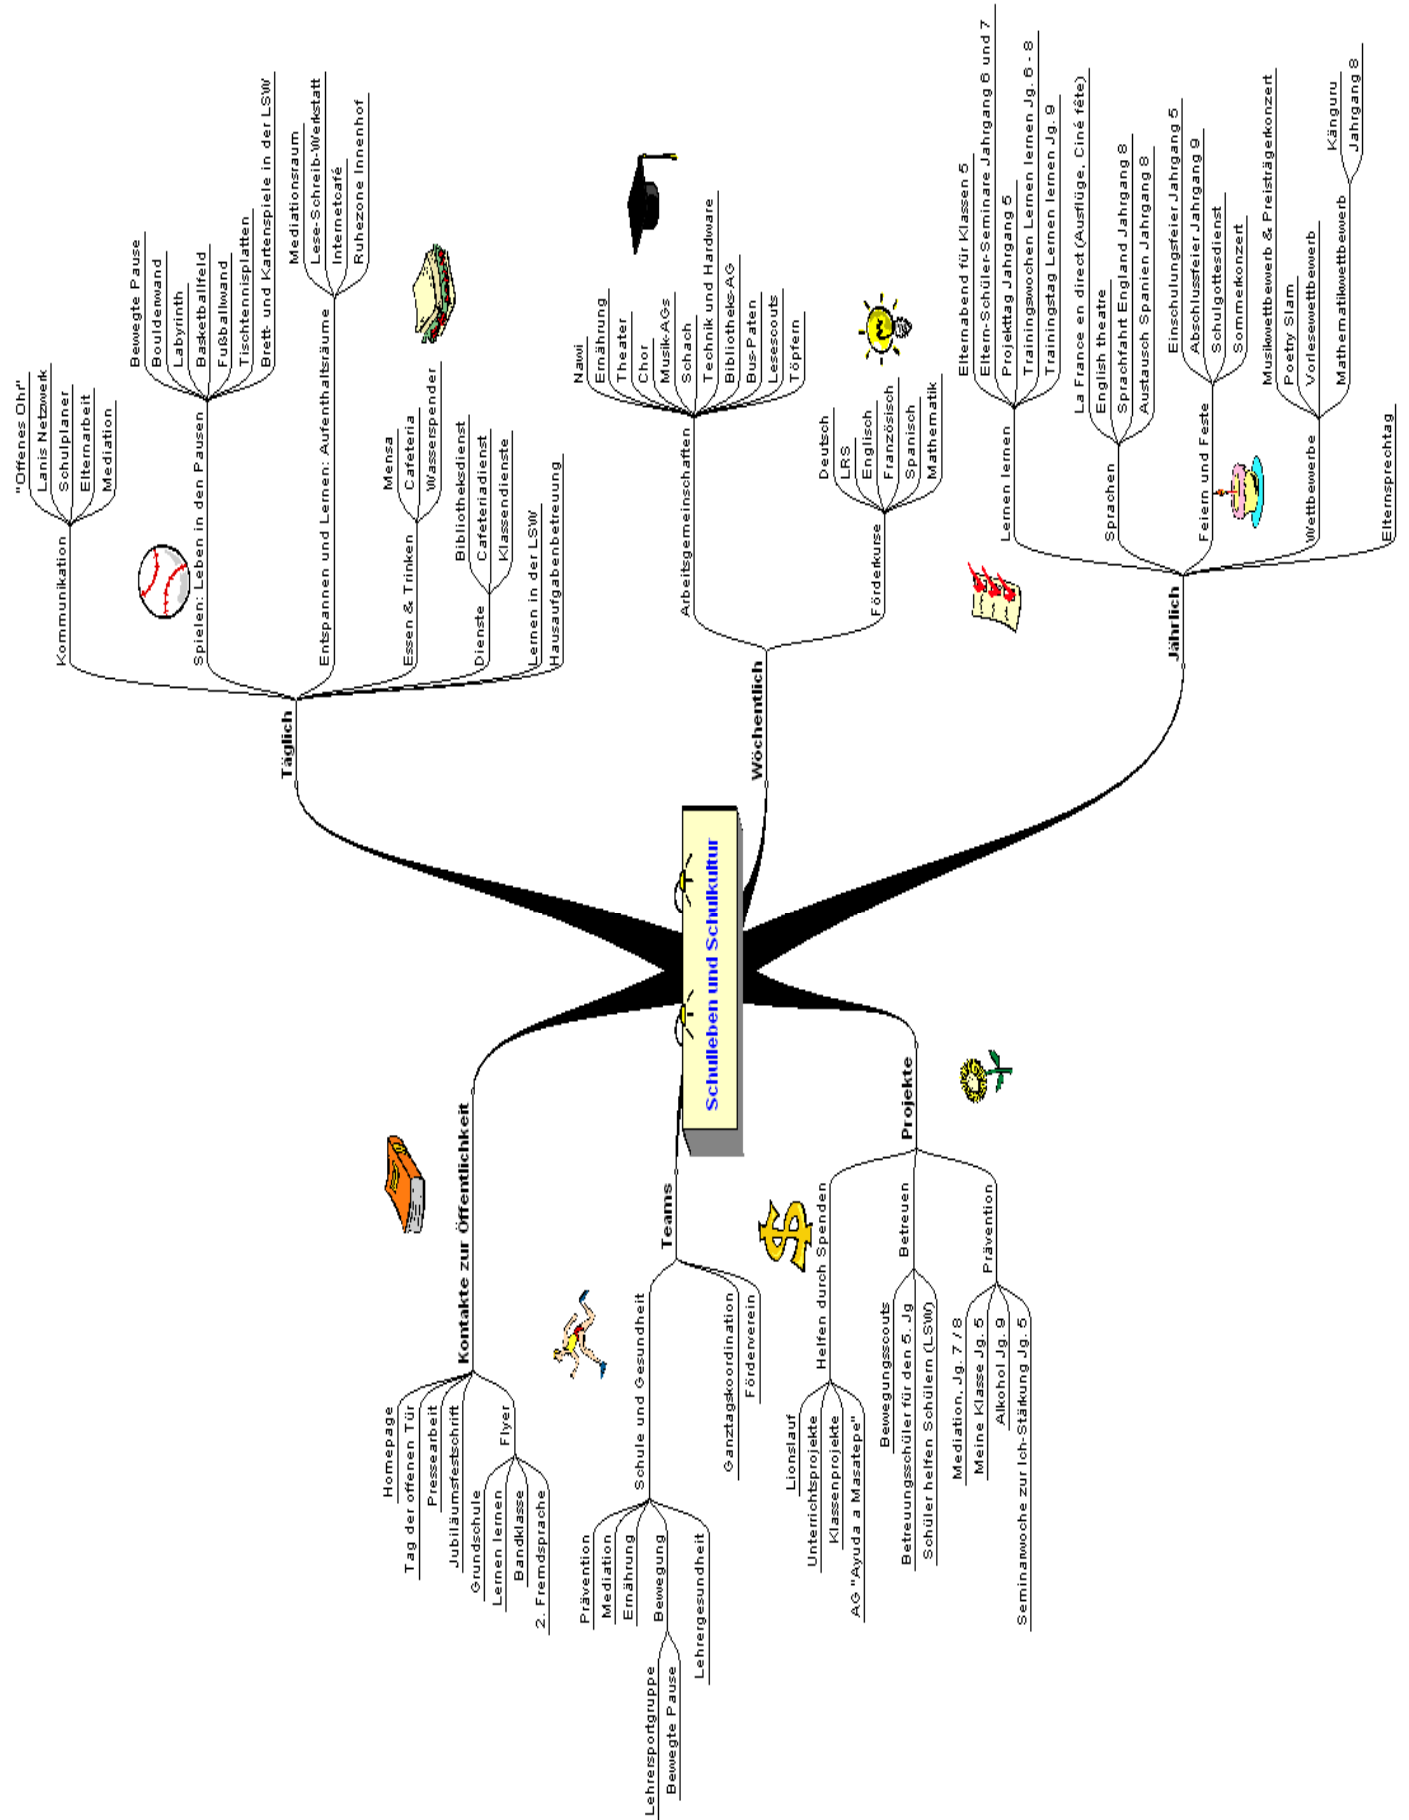 Schulleben und Schulkultur
Täglich
Kommunikation
"Offenes Ohr"
Lanis Netzwerk
Schulplaner
Elternarbeit
Mediation
Spielen: Leben in den Pausen
Bewegte Pause
Boulderwand
Labyrinth
Basketballfeld
Fußballwand
Tischtennisplatten
Brett- und Kartenspiele in der LSW
Entspannen und Lernen: Aufenthaltsräume
Mediationsraum
Lese-Schreib-Werkstatt
Internetcafé
Ruhezone Innenhof
Essen & Trinken
Mensa
Cafeteria
Wasserspender
Dienste
Bibliotheksdienst
Cafeteriadienst
Klassendienste
Lernen in der LSW
Hausaufgabenbetreuung
Wöchentlich
Arbeitsgemeinschaften
Nawi
Ernährung
Theater
Chor
Musik-AGs
Schach
Technik und Hardware
Bibliotheks-AG
Bus-Paten
Lesescouts
Töpfern
Förderkurse
Deutsch
LRS
Englisch
Französisch
Spanisch
Mathematik
Jährlich
Lernen lernen
Elternabend für Klassen 5
Eltern-Schüler-Seminare Jahrgang 6 und 7
Projekttag Jahrgang 5
Trainingswochen Lernen lernen Jg. 6 - 8
Trainingstag Lernen lernen Jg. 9
Sprachen
La France en direct (Ausflüge, Ciné fête)
English theatre
Sprachfahrt England Jahrgang 8
Austausch Spanien Jahrgang 8
Feiern und Feste
Einschulungsfeier Jahrgang 5
Abschlussfeier Jahrgang 9
Schulgottesdienst
Sommerkonzert
Wettbewerbe
Musikwettbewerb & Preisträgerkonzert
Poetry Slam
Vorlesewettbewerb
Mathematikwettbewerb
Känguru
Jahrgang 8
Elternsprechtag
Kontakte zur Öffentlichkeit
Homepage
Tag der offenen Tür
Pressearbeit
Jubiläumsfestschrift
Flyer
Grundschule
Lernen lernen
Bandklasse
2. Fremdsprache
Teams
Schule und Gesundheit
Prävention
Mediation
Ernährung
Bewegung
Lehrersportgruppe
Bewegte Pause
Lehrergesundheit
Ganztagskoordination
Förderverein
Projekte
Helfen durch Spenden
Lionslauf
Unterrichtsprojekte
Klassenprojekte
AG "Ayuda a Masatepe"
Betreuen
Bewegungsscouts
Betreuungsschüler für den 5. Jg
Schüler helfen Schülern (LSW)
Prävention
Mediation, Jg. 7 / 8
Meine Klasse Jg. 5
Alkohol Jg. 9
Seminarwoche zur Ich-Stärkung Jg. 5